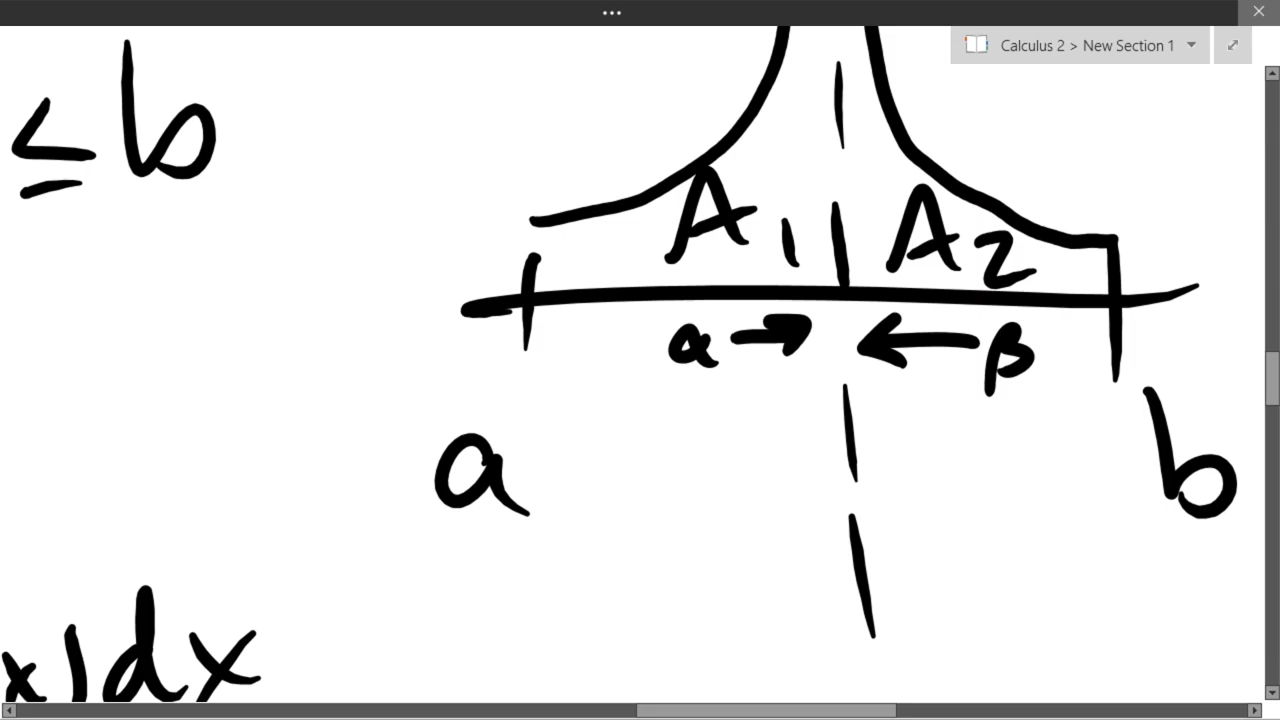 Calculus 2 > New Section 1
≤ b
A1 A2
α → ← β
a b
x)dx